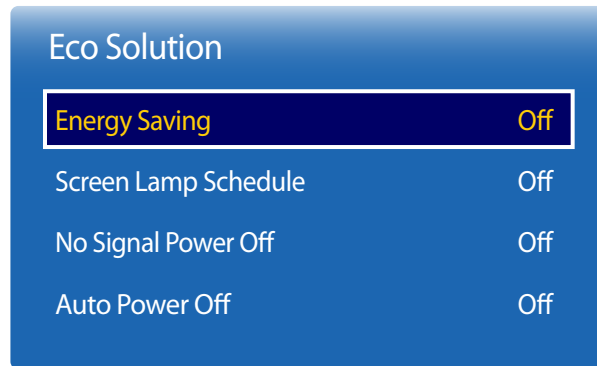 Eco Solution
Energy Saving Off
Screen Lamp Schedule Off
No Signal Power Off Off
Auto Power Off Off